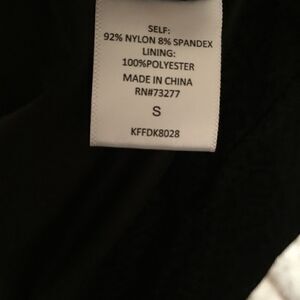 SELF:
92% NYLON 8% SPANDEX
LINING:
100%POLYESTER
MADE IN CHINA
RN#73277
S
KFFDK8028